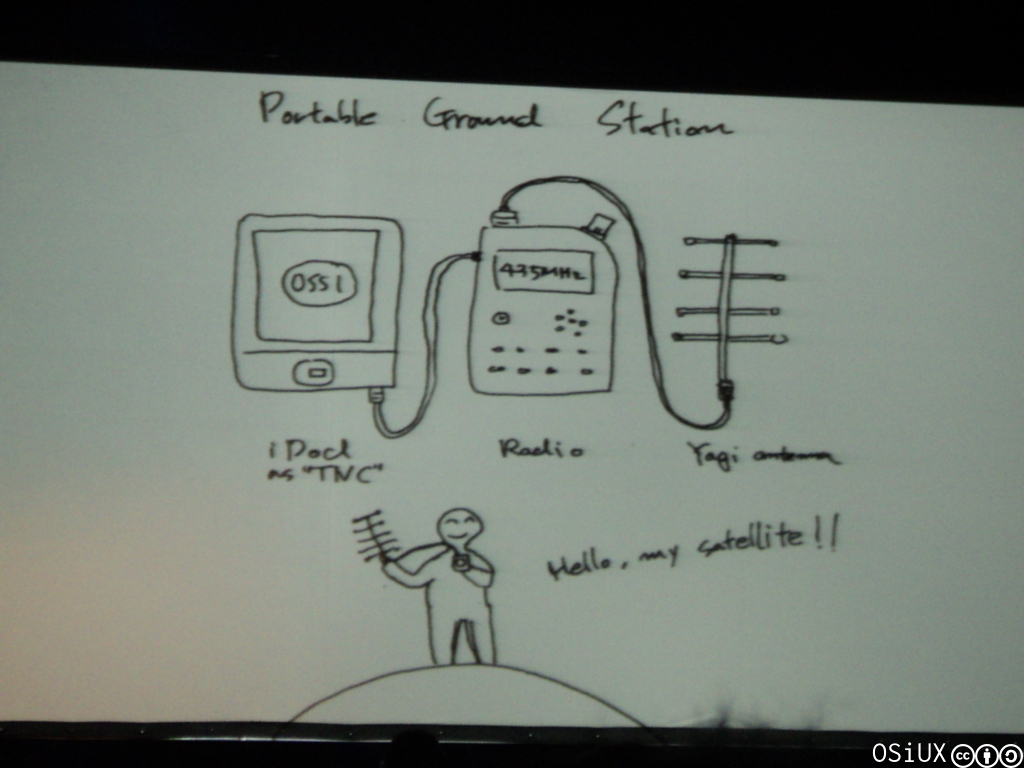 Portable Ground Station
OSSI
435MHz
iPod
as "TNC"
Radio
Yagi antenna
Hello, my satellite!!
OSiUX